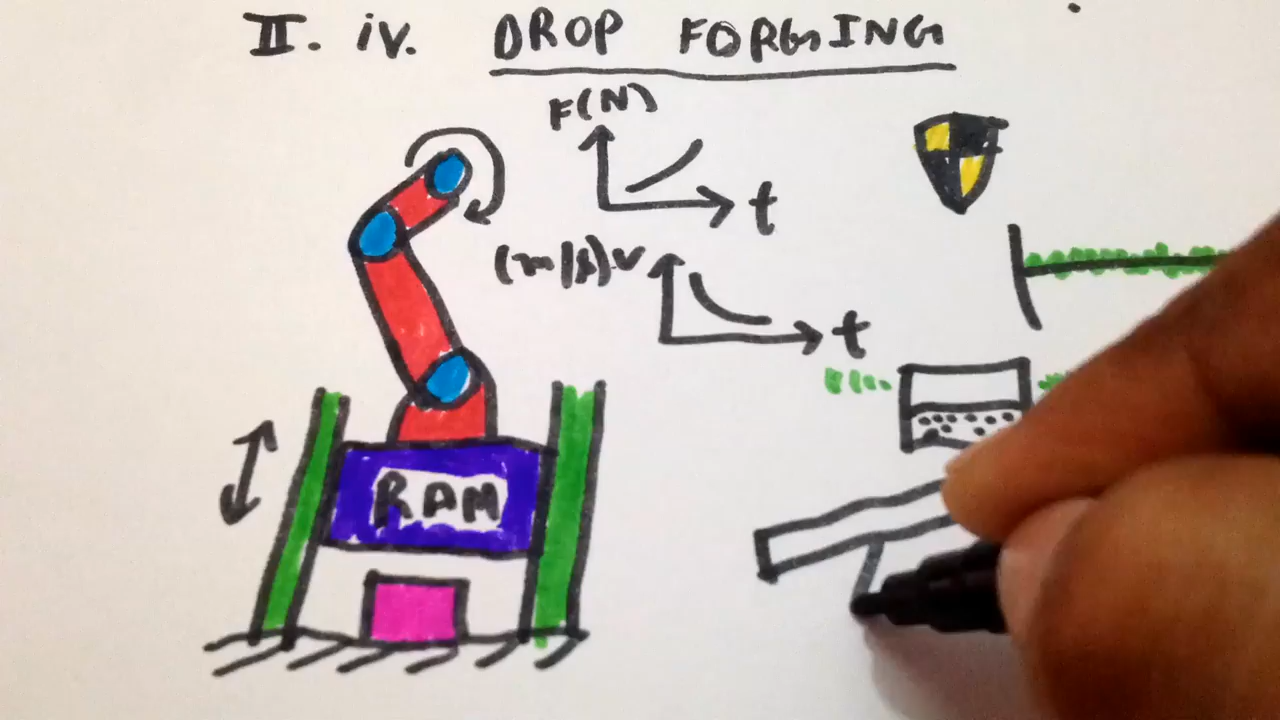 II. iv. DROP FORGING
F(N)
t
(m/s) v
t
RAM